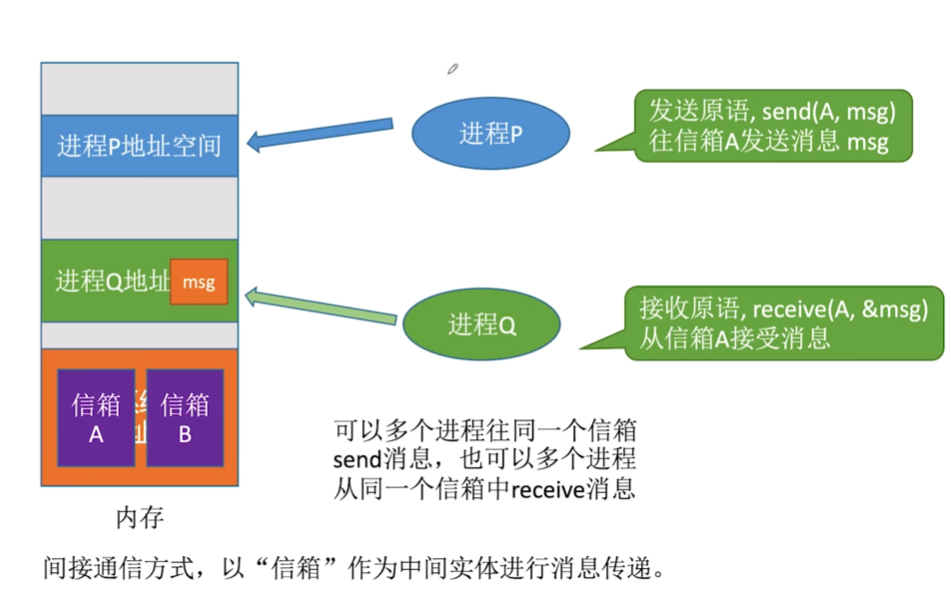 进程P地址空间
进程P
发送原语, send(A, msg)
往信箱A发送消息 msg
进程Q地址
msg
进程Q
接收原语, receive(A, &msg)
从信箱A接受消息
信箱
A
信箱
B
可以多个进程往同一个信箱
send消息，也可以多个进程
从同一个信箱中receive消息
内存
间接通信方式，以“信箱”作为中间实体进行消息传递。